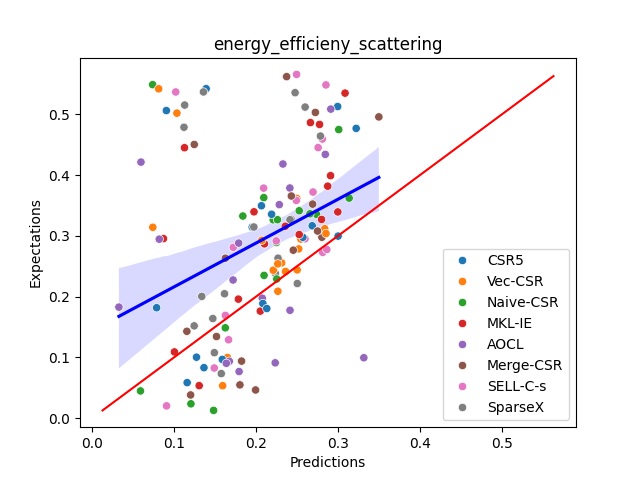 energy_efficieny_scattering
Expectations
0.5
0.4
0.3
0.2
0.1
0.0
0.0 0.1 0.2 0.3 0.4 0.5
Predictions
CSR5
Vec-CSR
Naive-CSR
MKL-IE
AOCL
Merge-CSR
SELL-C-s
SparseX